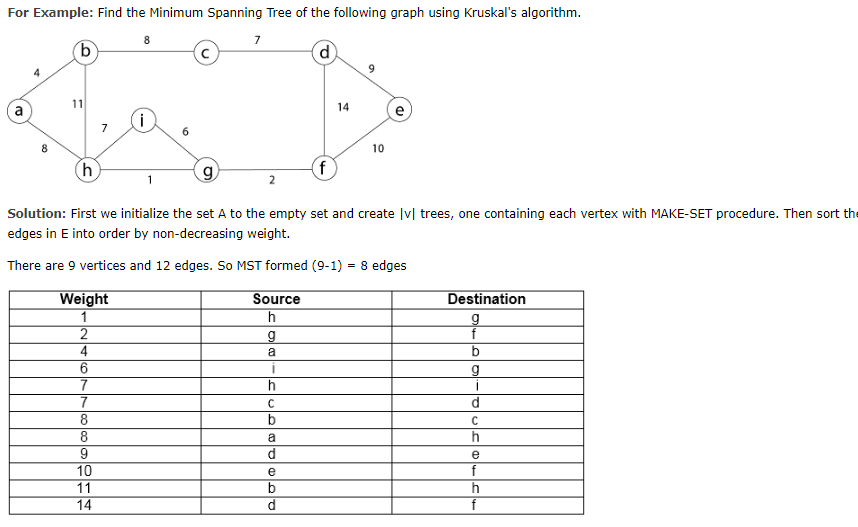 For Example: Find the Minimum Spanning Tree of the following graph using Kruskal's algorithm.
8 7
b c d
4 9
a 11 i 14 e
7 6
8 10
h g f
1 2
Solution: First we initialize the set A to the empty set and create |v| trees, one containing each vertex with MAKE-SET procedure. Then sort the
edges in E into order by non-decreasing weight.
There are 9 vertices and 12 edges. So MST formed (9-1) = 8 edges
Weight Source Destination
1 h g
2 g f
4 a b
6 i g
7 h i
7 c d
8 b c
8 a h
9 d e
10 e f
11 b h
14 d f